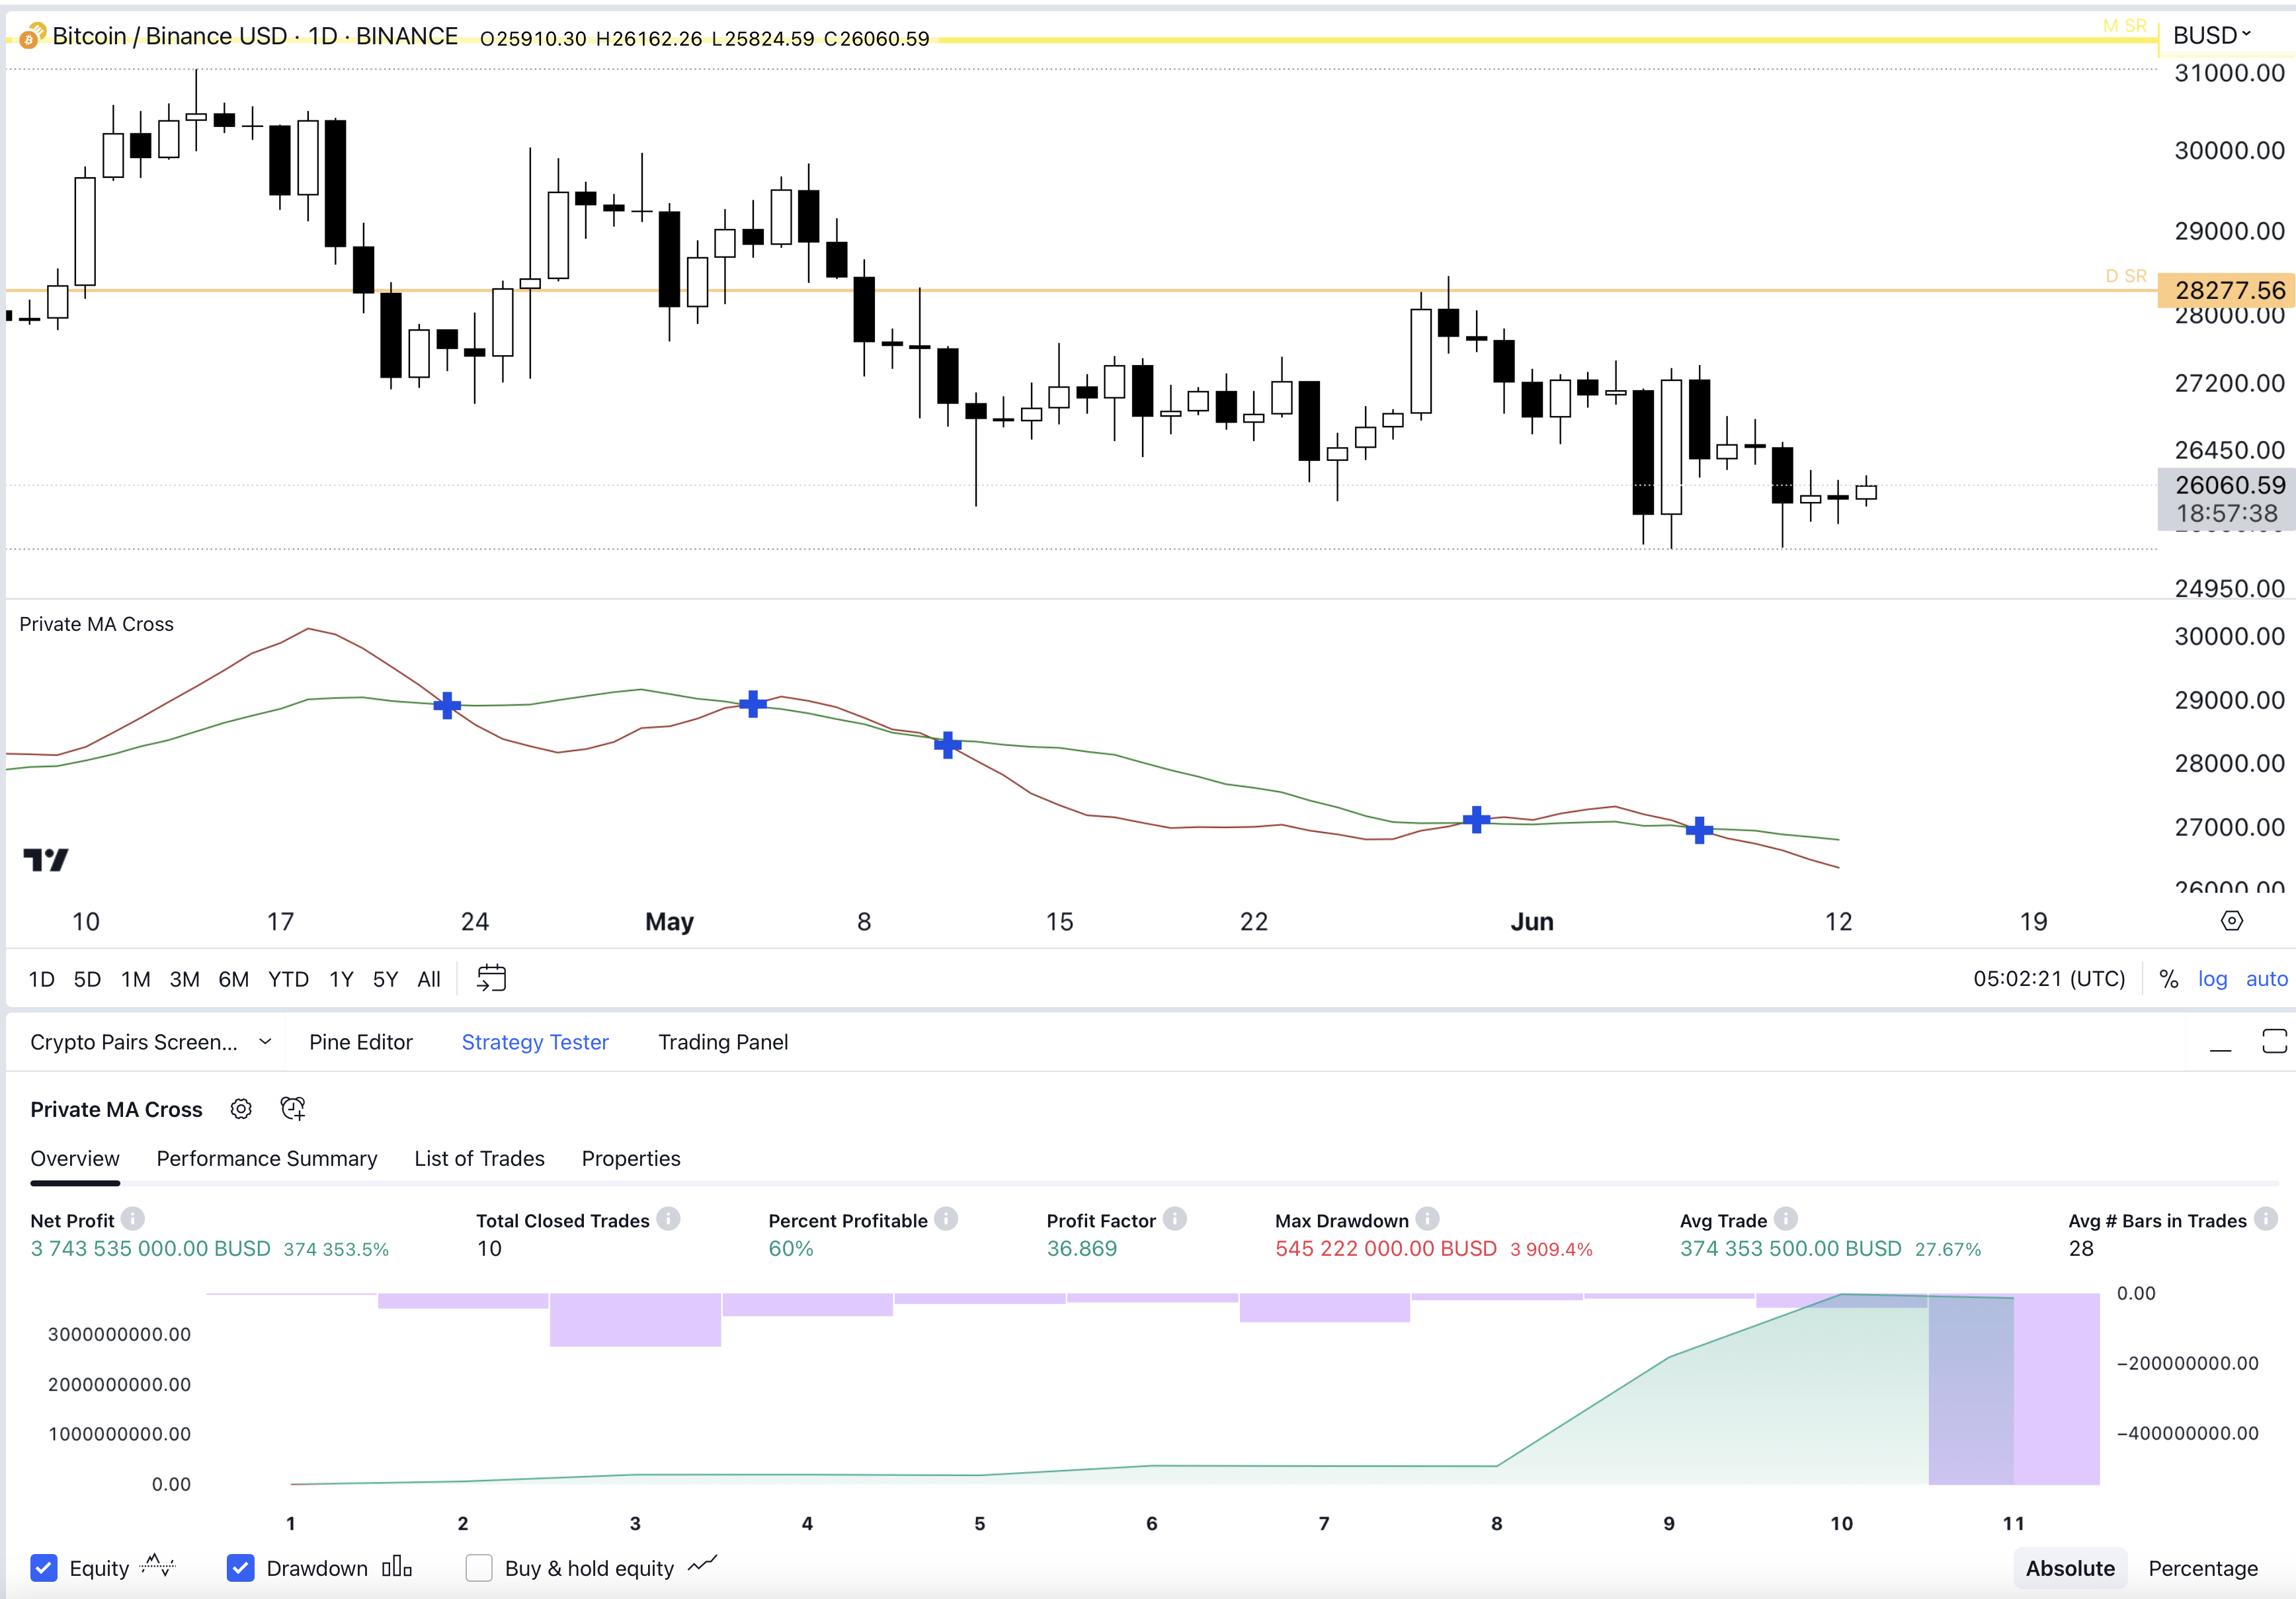 Bitcoin / Binance USD · 1D · BINANCE O25910.30 H26162.26 L25824.59 C26060.59
M SR
BUSD
31000.00
30000.00
29000.00
D SR
28277.56
28000.00
27200.00
26450.00
26060.59
18:57:38
24950.00
Private MA Cross
30000.00
29000.00
28000.00
27000.00
26000.00
10 17 24 May 8 15 22 Jun 12 19
1D 5D 1M 3M 6M YTD 1Y 5Y All
05:02:21 (UTC) % log auto
Crypto Pairs Screen... Pine Editor Strategy Tester Trading Panel
Private MA Cross
Overview Performance Summary List of Trades Properties
Net Profit Total Closed Trades Percent Profitable Profit Factor Max Drawdown Avg Trade Avg # Bars in Trades
3 743 535 000.00 BUSD 374 353.5% 10 60% 36.869 545 222 000.00 BUSD 3 909.4% 374 353 500.00 BUSD 27.67% 28
0.00
3000000000.00
−200000000.00
2000000000.00
1000000000.00
−400000000.00
0.00
1 2 3 4 5 6 7 8 9 10 11
Equity Drawdown Buy & hold equity Absolute Percentage